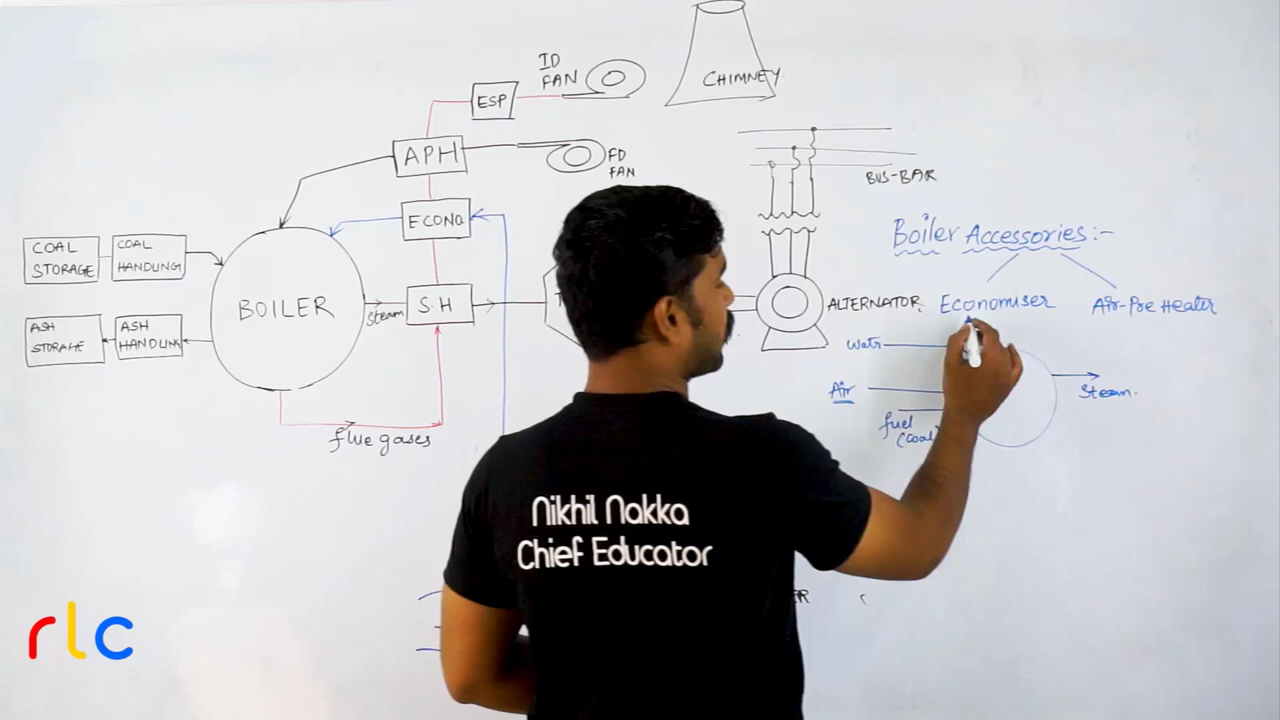 ID
FAN
CHIMNEY
ESP
APH
FD
FAN
BUS-BAR
ECONO
Boiler Accessories:-
COAL
STORAGE
COAL
HANDLING
BOILER
steam
S.H
T
ALTERNATOR
Economiser
Air-Pre Heater
ASH
STORAGE
ASH
HANDLING
Water
Air
Steam.
fuel
(coal
flue gases
Nikhil Nakka
Chief Educator
rlc